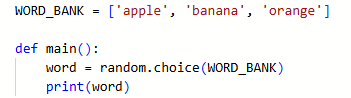 WORD_BANK = ['apple', 'banana', 'orange']
def main():
    word = random.choice(WORD_BANK)
    print(word)